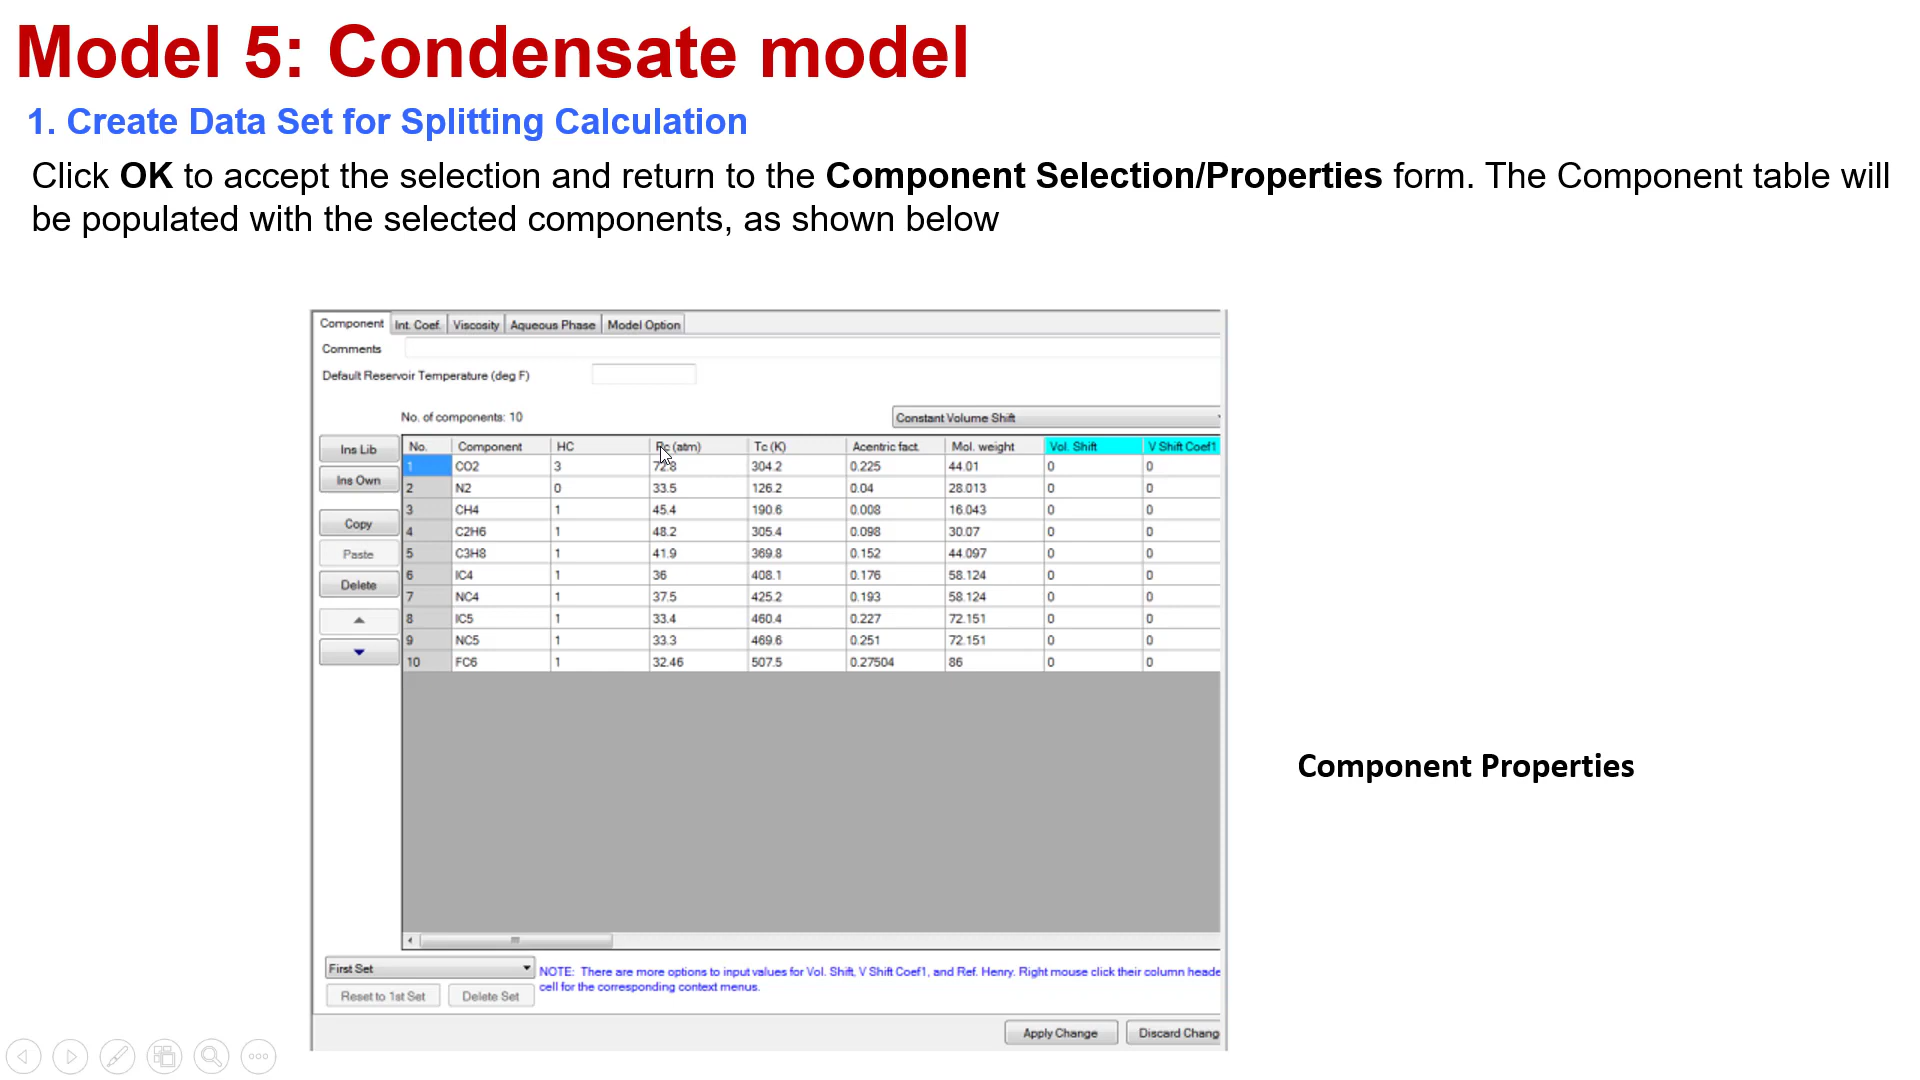 Model 5: Condensate model
1. Create Data Set for Splitting Calculation
Click OK to accept the selection and return to the Component Selection/Properties form. The Component table will
be populated with the selected components, as shown below
Component Int. Coef. Viscosity Aqueous Phase Model Option
Comments
Default Reservoir Temperature (deg F)
No. of components: 10 Constant Volume Shift
Ins Lib
Ins Own
Copy
Paste
Delete
No. Component HC Pc (atm) Tc (K) Acentric fact. Mol. weight Vol. Shift V Shift Coef1
1 CO2 3 72.8 304.2 0.225 44.01 0 0
2 N2 0 33.5 126.2 0.04 28.013 0 0
3 CH4 1 45.4 190.6 0.008 16.043 0 0
4 C2H6 1 48.2 305.4 0.098 30.07 0 0
5 C3H8 1 41.9 369.8 0.152 44.097 0 0
6 IC4 1 36 408.1 0.176 58.124 0 0
7 NC4 1 37.5 425.2 0.193 58.124 0 0
8 IC5 1 33.4 460.4 0.227 72.151 0 0
9 NC5 1 33.3 469.6 0.251 72.151 0 0
10 FC6 1 32.46 507.5 0.27504 86 0 0
Component Properties
First Set
Reset to 1st Set Delete Set
NOTE: There are more options to input values for Vol. Shift, V Shift Coef1, and Ref. Henry. Right mouse click their column heade
cell for the corresponding context menus.
Apply Change Discard Chang